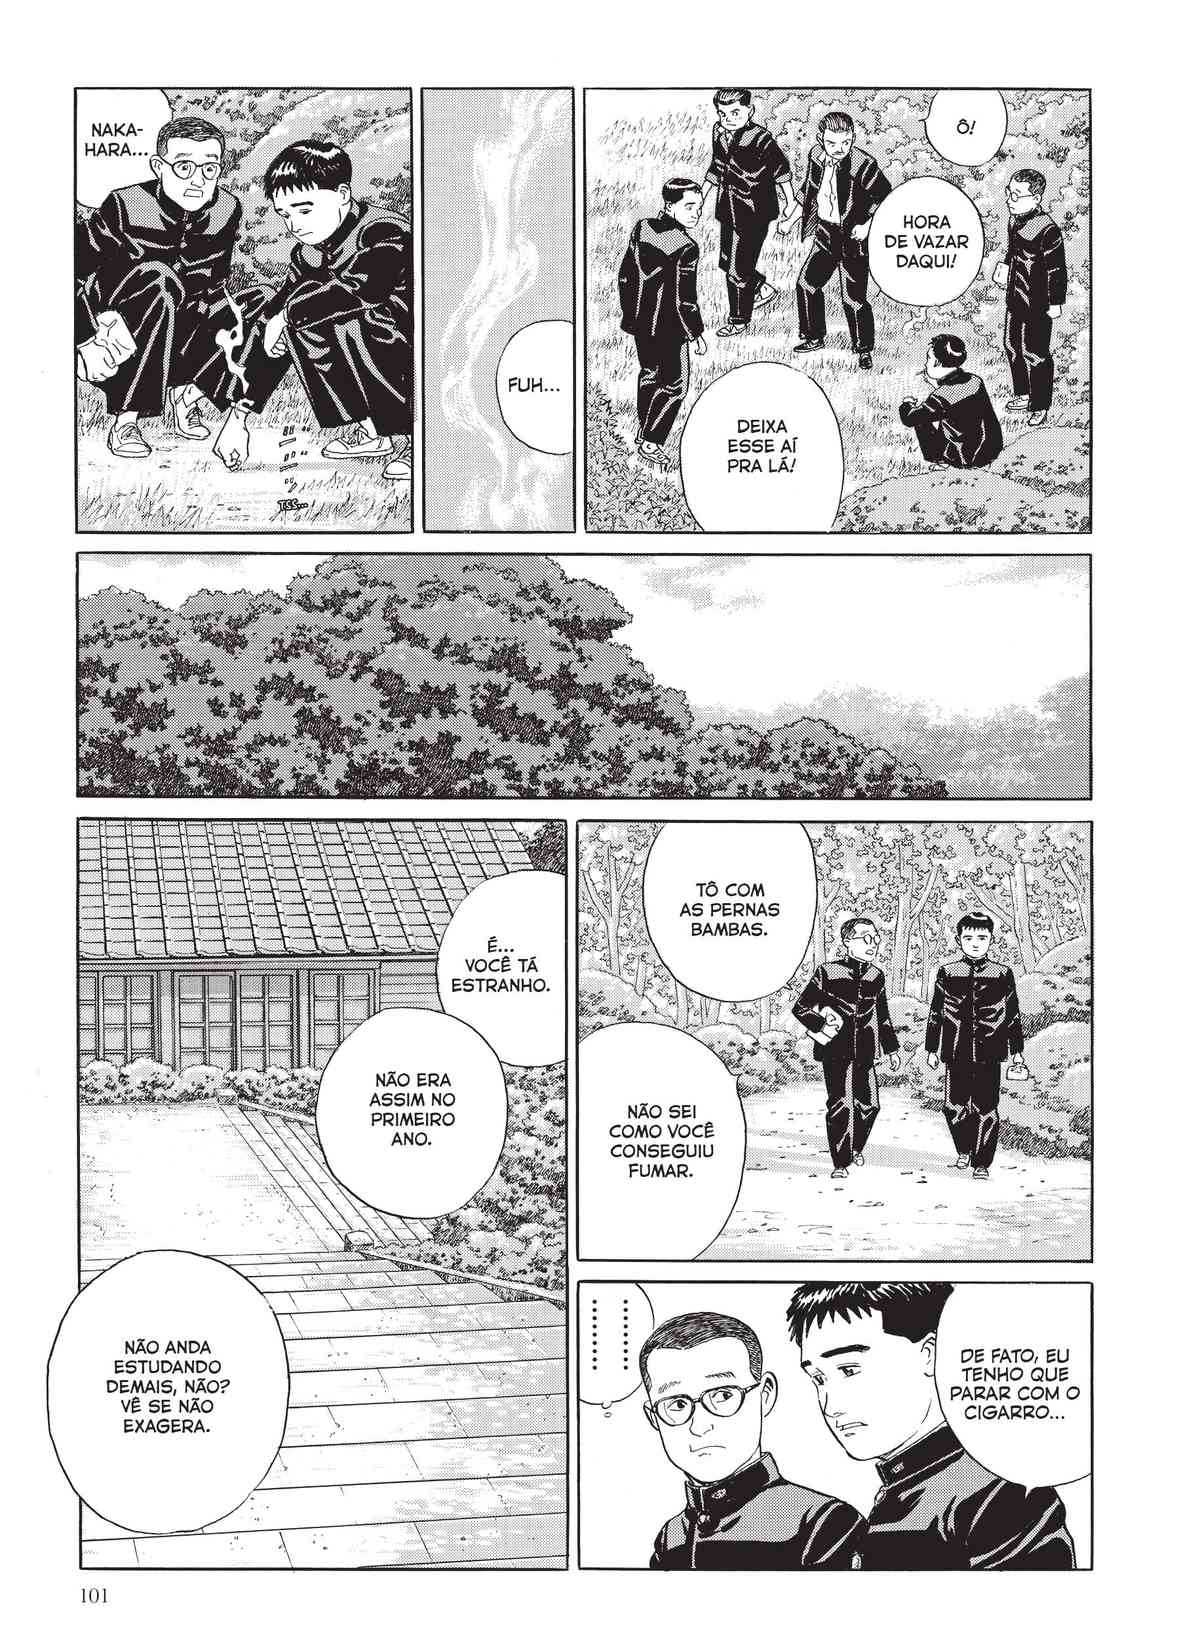 Ô!
HORA
DE VAZAR
DAQUI!
DEIXA
ESSE AÍ
PRA LÁ!
FUH...
NAKA-
HARA...
TSS...
TÔ COM
AS PERNAS
BAMBAS.
NÃO SEI
COMO VOCÊ
CONSEGUIU
FUMAR.
DE FATO, EU
TENHO QUE
PARAR COM O
CIGARRO...
É...
VOCÊ TÁ
ESTRANHO.
NÃO ERA
ASSIM NO
PRIMEIRO
ANO.
NÃO ANDA
ESTUDANDO
DEMAIS, NÃO?
VÊ SE NÃO
EXAGERA.
101